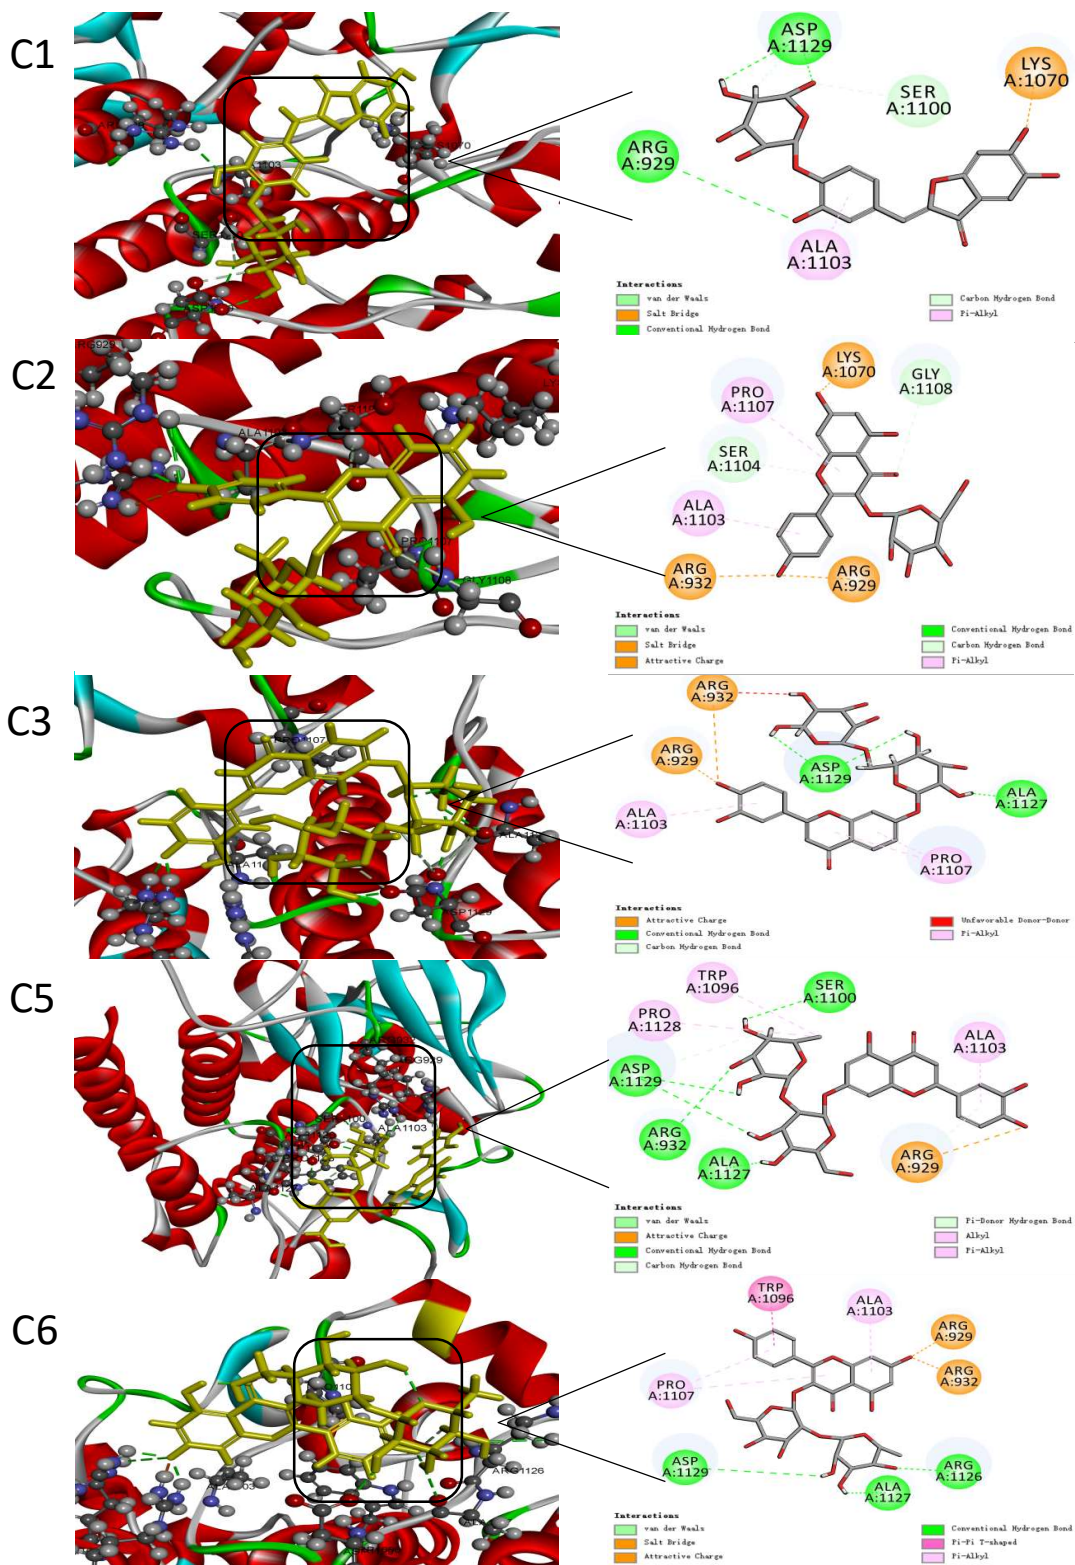 C1
ASP
A:1129
LYS
A:1070
SER
A:1100
ARG
A:929
ALA
A:1103
Interactions
van der Waals
Salt Bridge
Conventional Hydrogen Bond
Carbon Hydrogen Bond
Pi-Alkyl
C2
ALA110
PRO1107
GLY1108
LYS
A:1070
GLY
A:1108
PRO
A:1107
SER
A:1104
ALA
A:1103
ARG
A:932
ARG
A:929
Interactions
van der Waals
Salt Bridge
Attractive Charge
Conventional Hydrogen Bond
Carbon Hydrogen Bond
Pi-Alkyl
C3
ARG
A:932
ARG
A:929
ASP
A:1129
ALA
A:1127
ALA
A:1103
PRO
A:1107
Interactions
Attractive Charge
Conventional Hydrogen Bond
Carbon Hydrogen Bond
Unfavorable Donor-Donor
Pi-Alkyl
C5
ALA1103
TRP
A:1096
SER
A:1100
PRO
A:1128
ALA
A:1103
ASP
A:1129
ARG
A:932
ALA
A:1127
ARG
A:929
Interactions
van der Waals
Attractive Charge
Conventional Hydrogen Bond
Carbon Hydrogen Bond
Pi-Donor Hydrogen Bond
Alkyl
Pi-Alkyl
C6
ARG1126
TRP
A:1096
ALA
A:1103
ARG
A:929
ARG
A:932
PRO
A:1107
ASP
A:1129
ALA
A:1127
ARG
A:1126
Interactions
van der Waals
Salt Bridge
Attractive Charge
Conventional Hydrogen Bond
Pi-Pi T-shaped
Pi-Alkyl